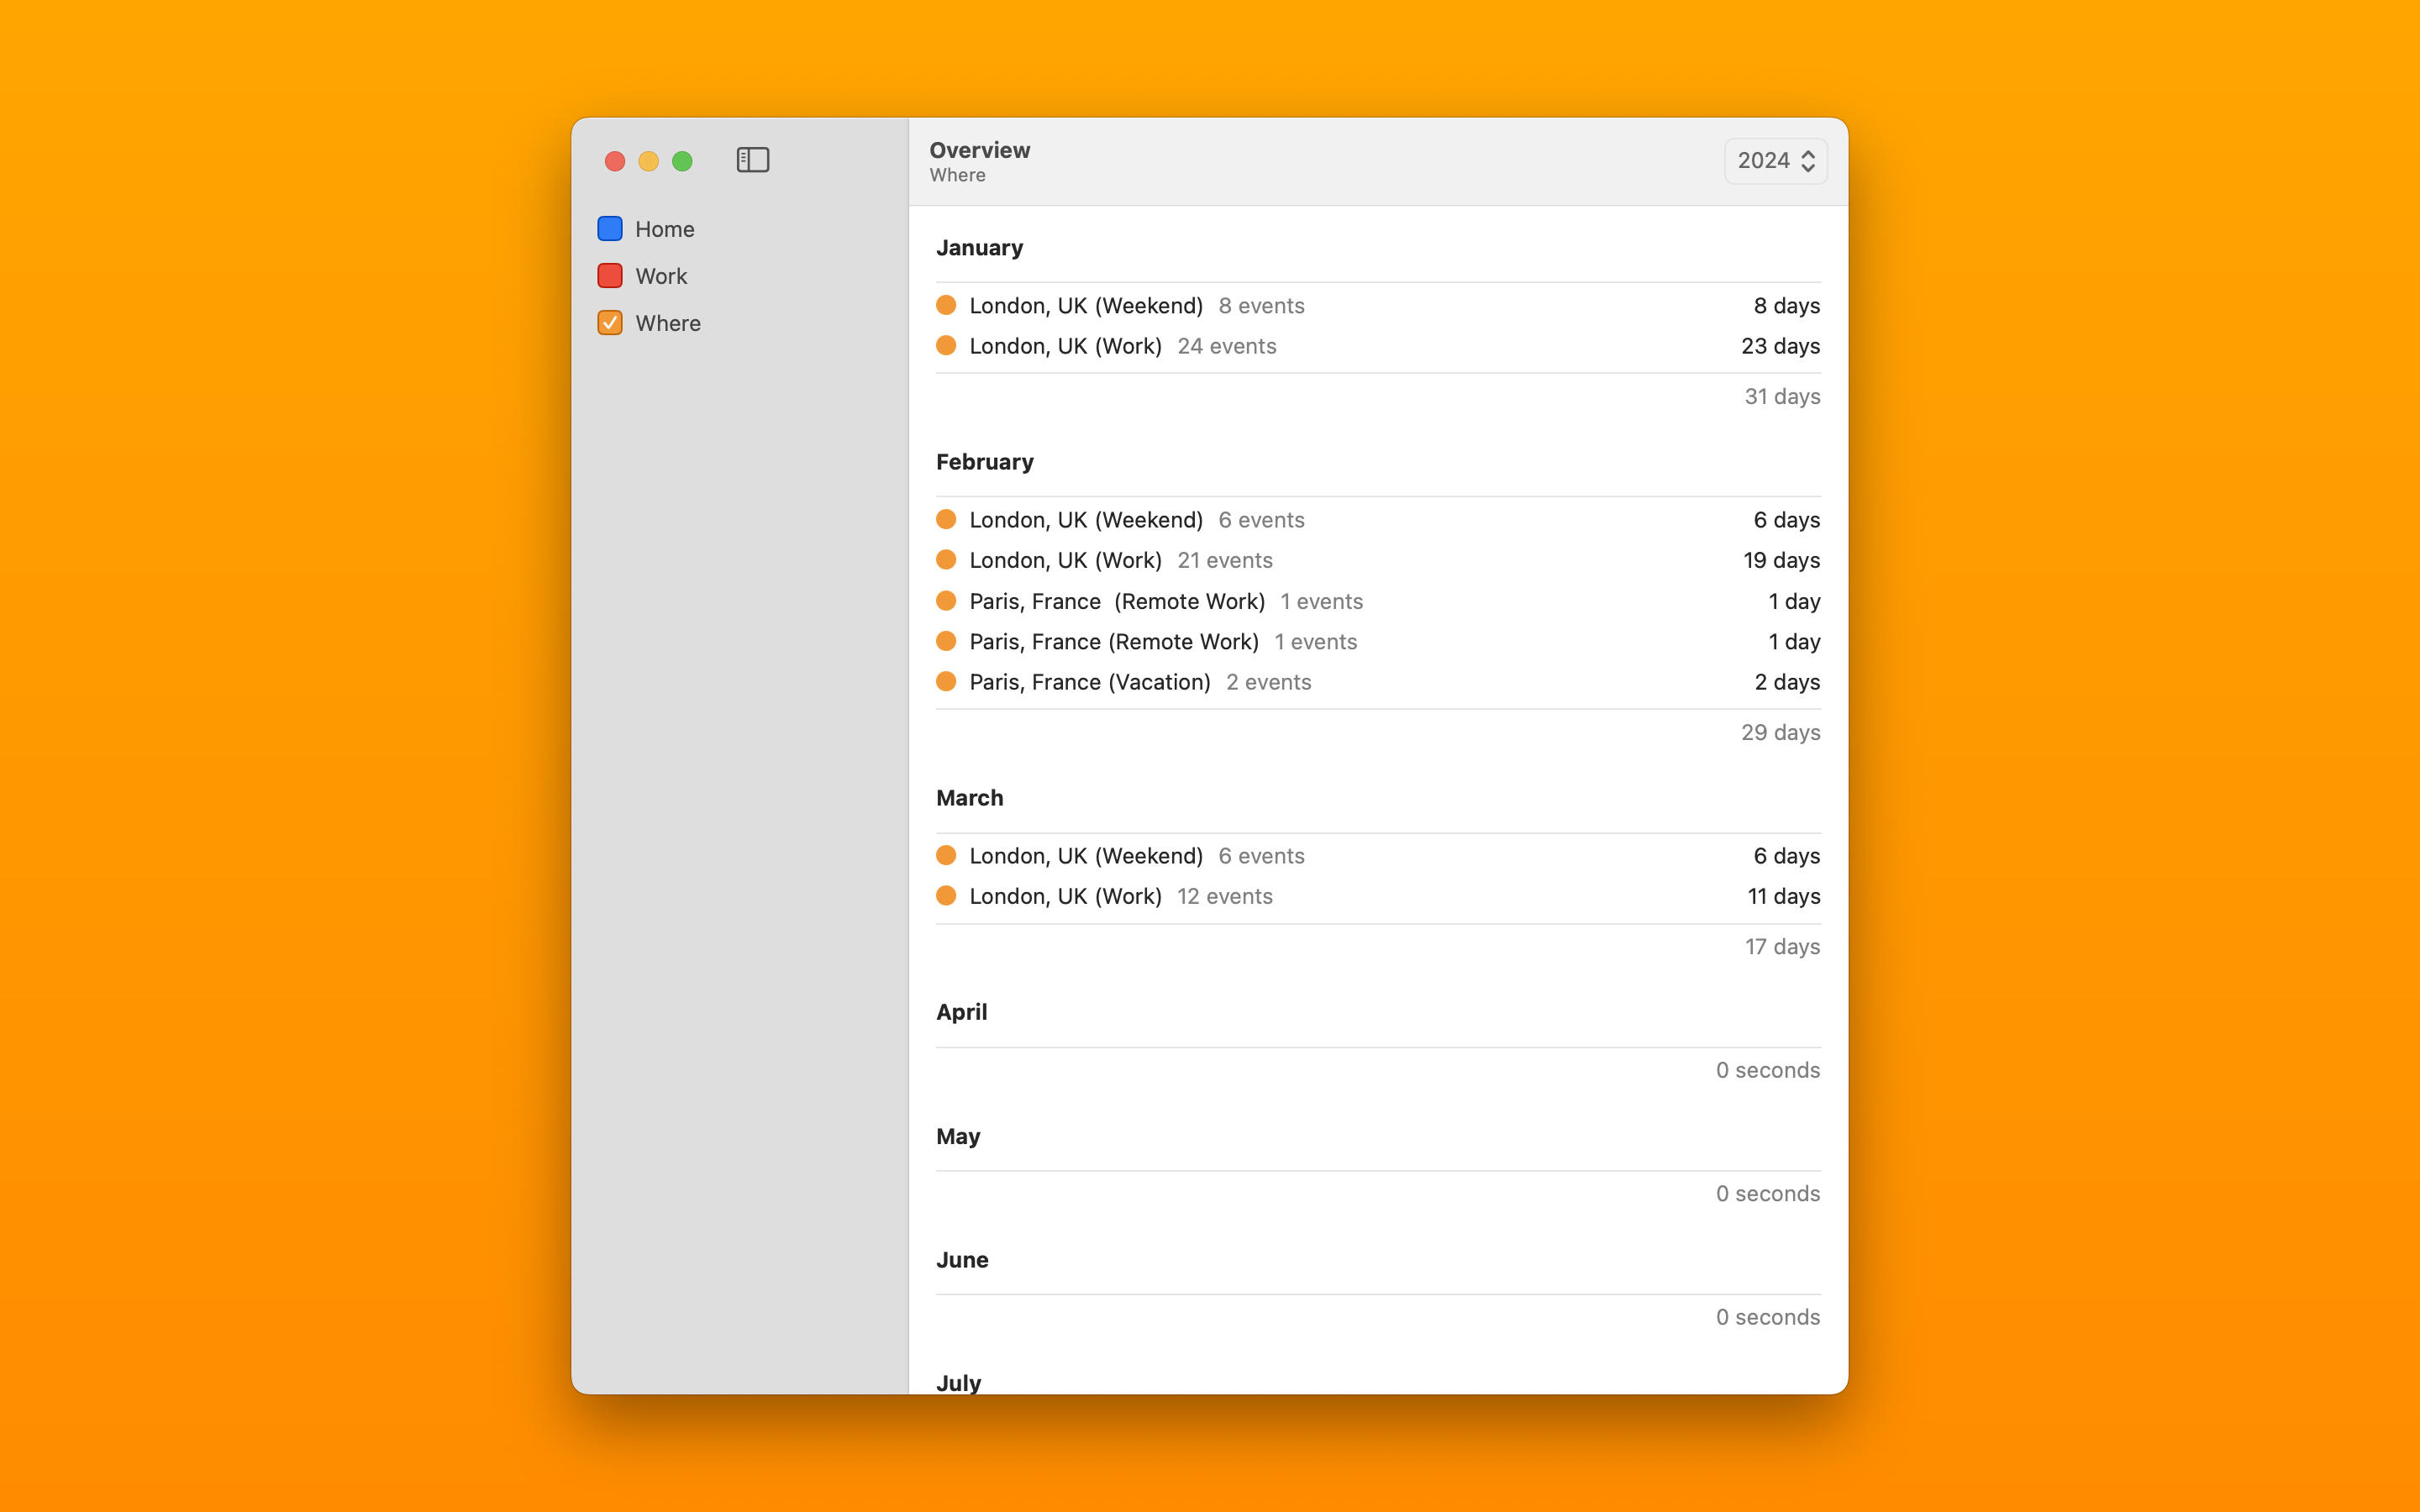 Overview
Where
2024
Home
Work
Where
January
London, UK (Weekend) 8 events 8 days
London, UK (Work) 24 events 23 days
31 days
February
London, UK (Weekend) 6 events 6 days
London, UK (Work) 21 events 19 days
Paris, France  (Remote Work) 1 events 1 day
Paris, France (Remote Work) 1 events 1 day
Paris, France (Vacation) 2 events 2 days
29 days
March
London, UK (Weekend) 6 events 6 days
London, UK (Work) 12 events 11 days
17 days
April
0 seconds
May
0 seconds
June
0 seconds
July